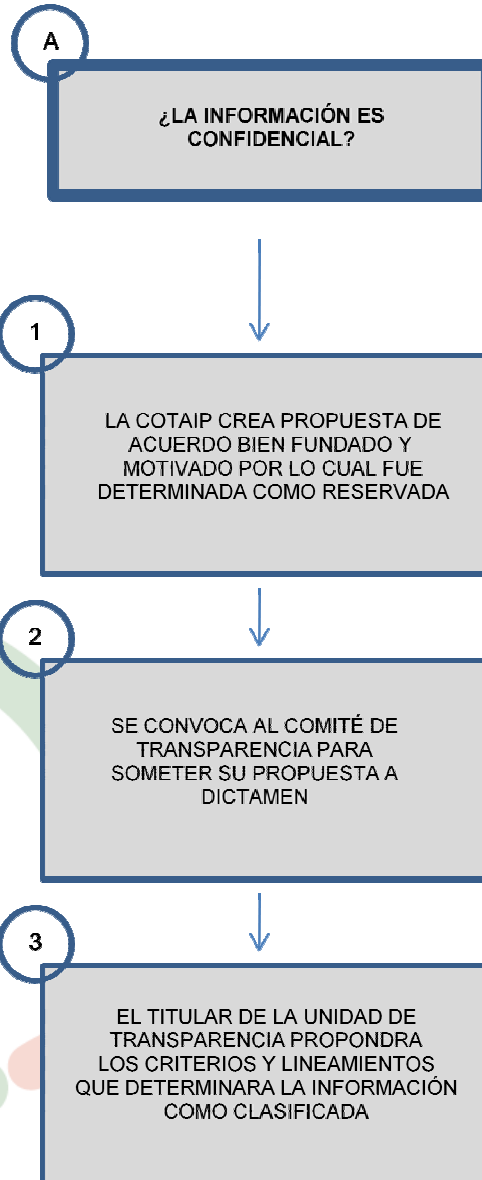 A
¿LA INFORMACIÓN ES
CONFIDENCIAL?
1
LA COTAIP CREA PROPUESTA DE
ACUERDO BIEN FUNDADO Y
MOTIVADO POR LO CUAL FUE
DETERMINADA COMO RESERVADA
2
SE CONVOCA AL COMITÉ DE
TRANSPARENCIA PARA
SOMETER SU PROPUESTA A
DICTAMEN
3
EL TITULAR DE LA UNIDAD DE
TRANSPARENCIA PROPONDRA
LOS CRITERIOS Y LINEAMIENTOS
QUE DETERMINARA LA INFORMACIÓN
COMO CLASIFICADA